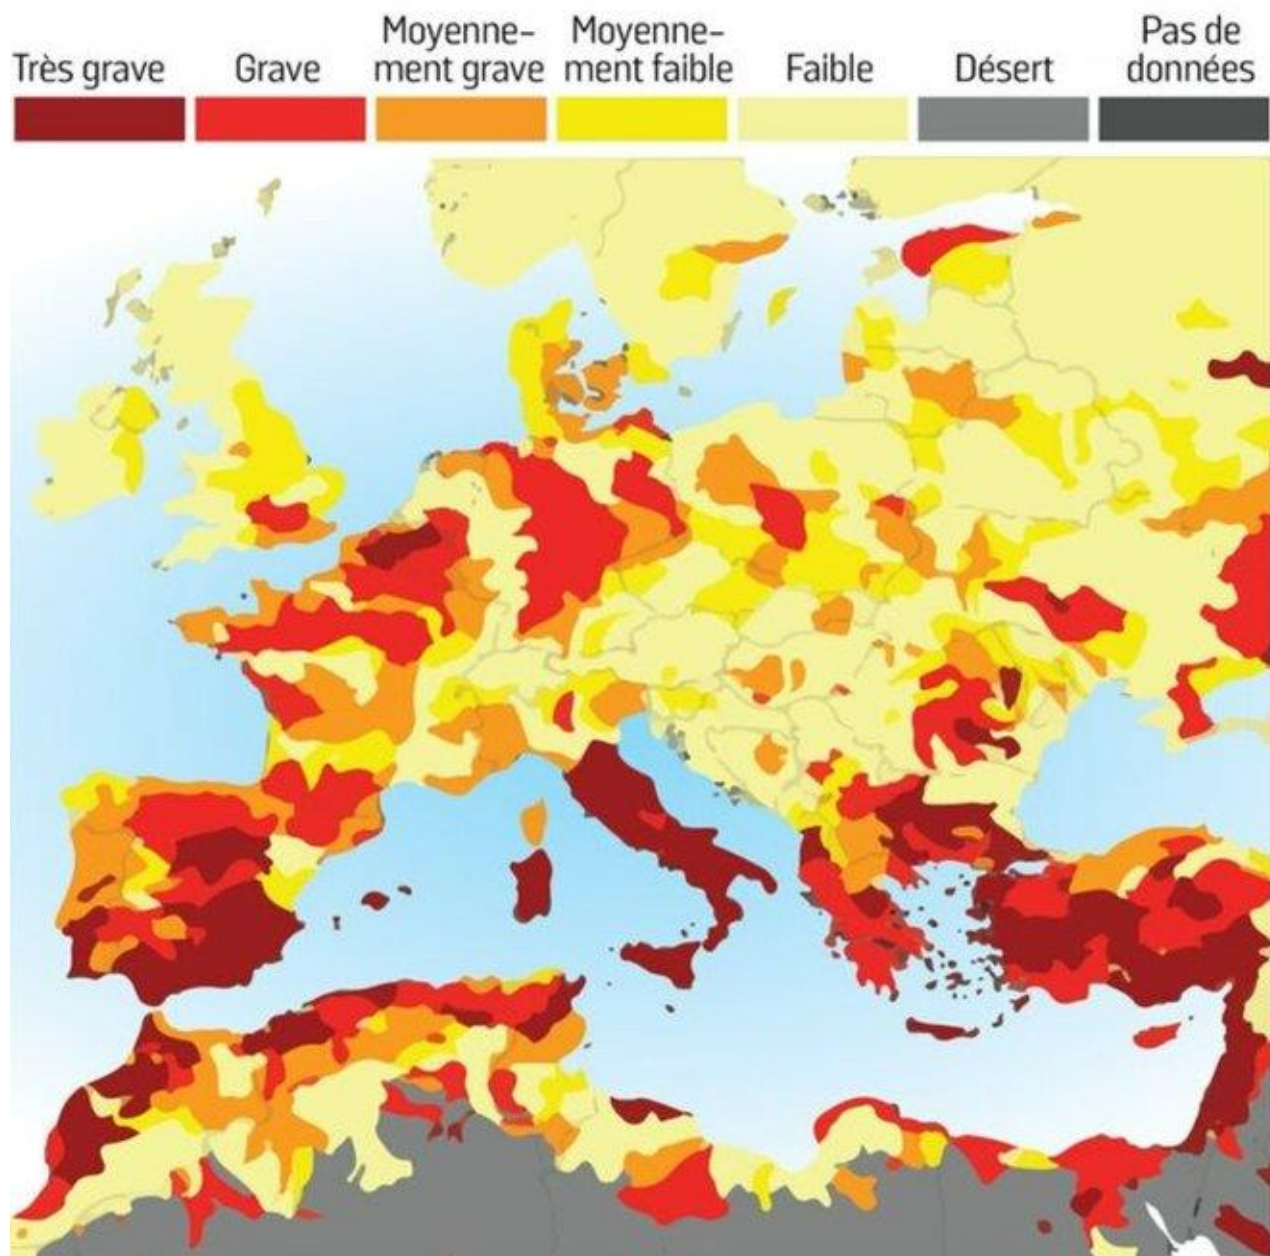 Très grave
Grave
Moyenne-
ment grave
Moyenne-
ment faible
Faible
Désert
Pas de
données